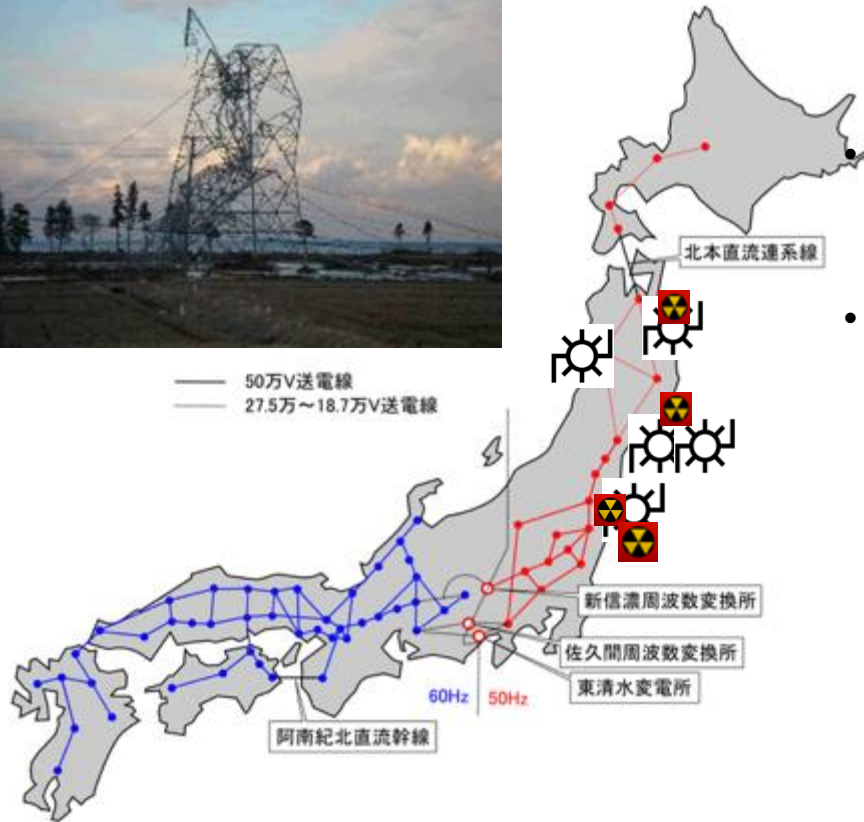 北本直流連系線
50万V送電線
27.5万～18.7万V送電線
新信濃周波数変換所
佐久間周波数変換所
東清水変電所
60Hz 50Hz
阿南紀北直流幹線